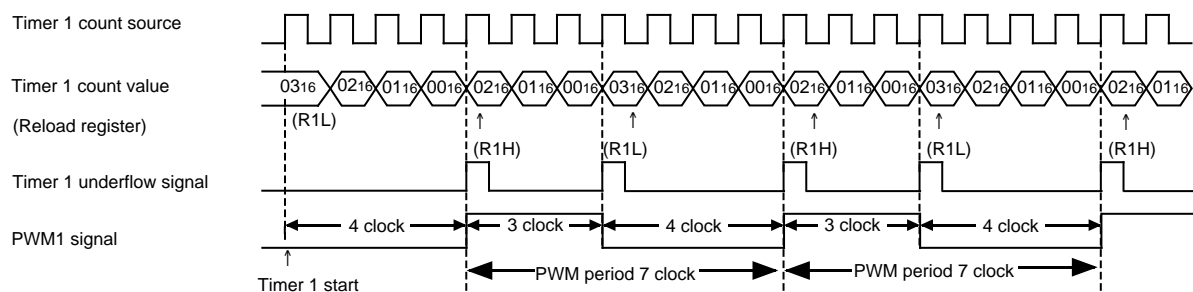 Timer 1 count source
Timer 1 count value
0316 0216 0116 0016 0216 0116 0016 0316 0216 0116 0016 0216 0116 0016 0316 0216 0116 0016 0216 0116
(Reload register)
(R1L) (R1H) (R1L) (R1H) (R1L) (R1H)
Timer 1 underflow signal
PWM1 signal
4 clock 3 clock 4 clock 3 clock 4 clock
PWM period 7 clock PWM period 7 clock
Timer 1 start